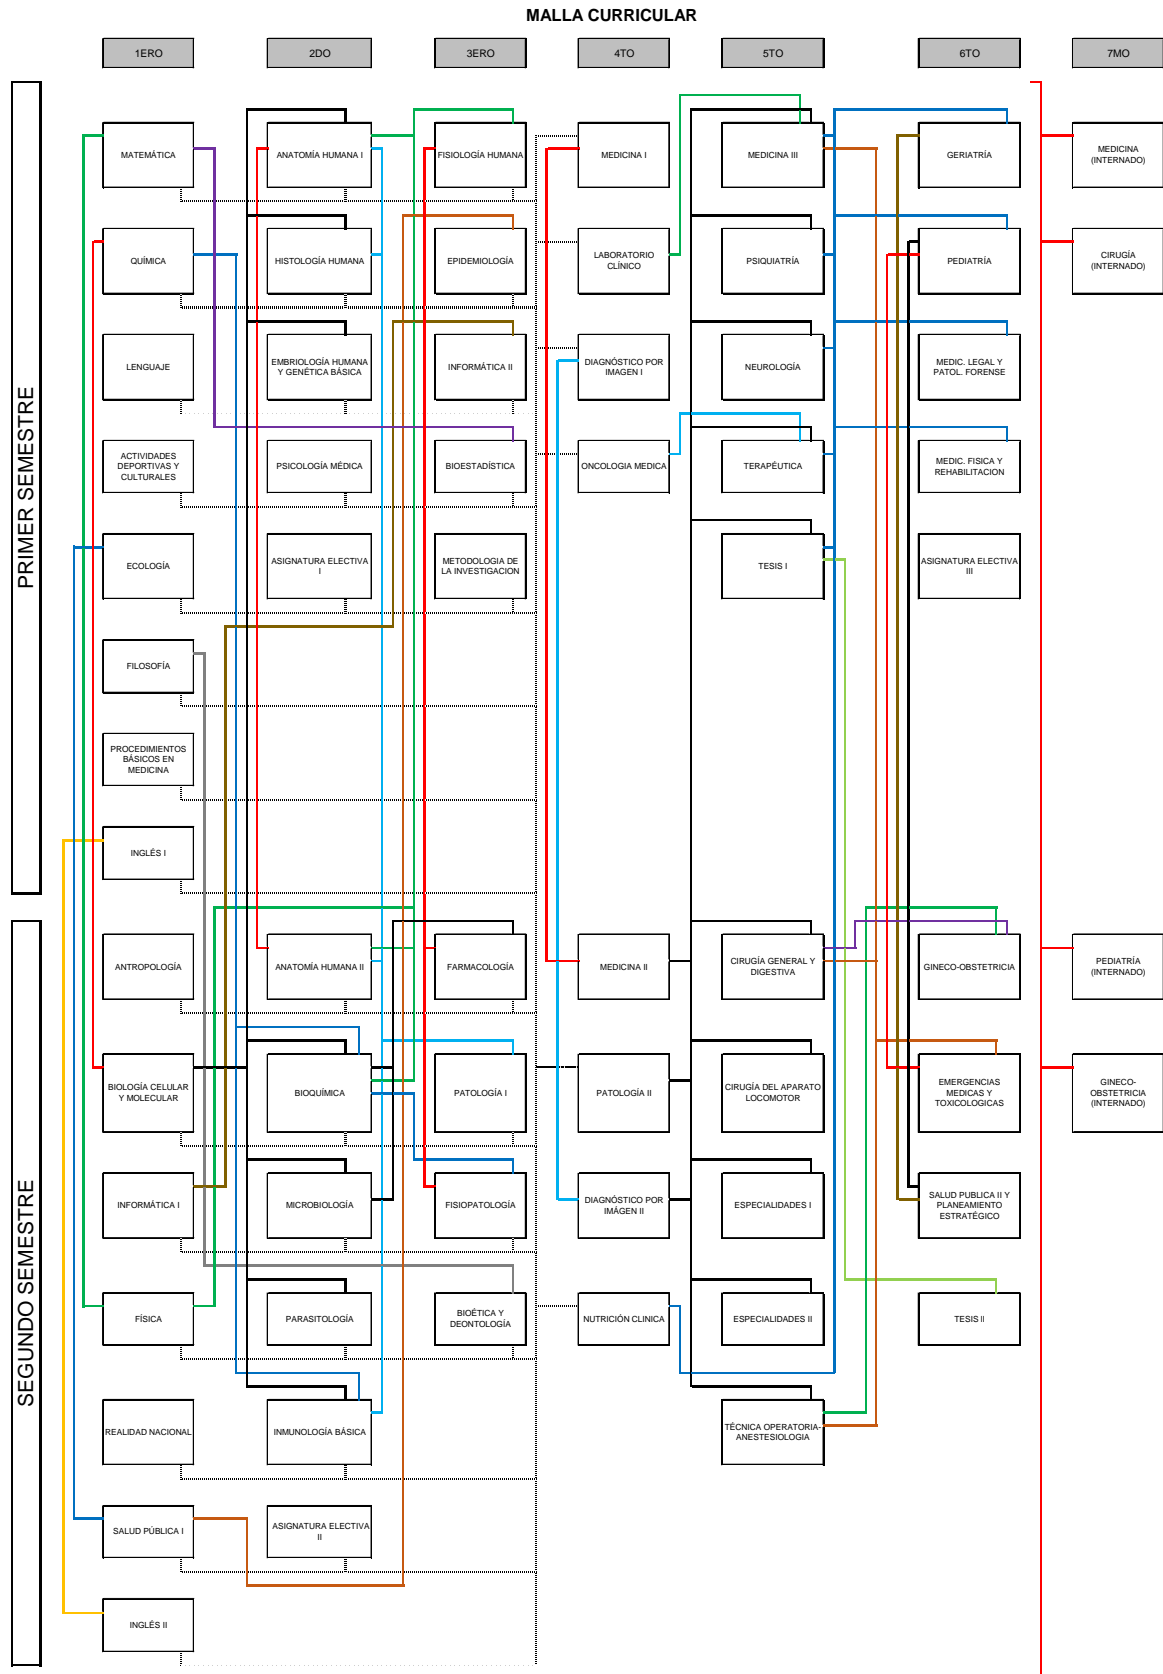 MALLA CURRICULAR
1ERO
2DO
3ERO
4TO
5TO
6TO
7MO
PRIMER SEMESTRE
MATEMÁTICA
ANATOMÍA HUMANA I
FISIOLOGÍA HUMANA
MEDICINA I
MEDICINA III
GERIATRÍA
MEDICINA
(INTERNADO)
QUÍMICA
HISTOLOGÍA HUMANA
EPIDEMIOLOGÍA
LABORATORIO
CLÍNICO
PSIQUIATRÍA
PEDIATRÍA
CIRUGÍA
(INTERNADO)
LENGUAJE
EMBRIOLOGÍA HUMANA
Y GENÉTICA BÁSICA
INFORMÁTICA II
DIAGNÓSTICO POR
IMAGEN I
NEUROLOGÍA
MEDIC. LEGAL Y
PATOL. FORENSE
ACTIVIDADES
DEPORTIVAS Y
CULTURALES
PSICOLOGÍA MÉDICA
BIOESTADÍSTICA
ONCOLOGIA MEDICA
TERAPÉUTICA
MEDIC. FISICA Y
REHABILITACION
ECOLOGÍA
ASIGNATURA ELECTIVA
I
METODOLOGIA DE
LA INVESTIGACION
TESIS I
ASIGNATURA ELECTIVA
III
FILOSOFÍA
PROCEDIMIENTOS
BÁSICOS EN
MEDICINA
INGLÉS I
SEGUNDO SEMESTRE
ANTROPOLOGÍA
ANATOMÍA HUMANA II
FARMACOLOGÍA
MEDICINA II
CIRUGÍA GENERAL Y
DIGESTIVA
GINECO-OBSTETRICIA
PEDIATRÍA
(INTERNADO)
BIOLOGÍA CELULAR
Y MOLECULAR
BIOQUÍMICA
PATOLOGÍA I
PATOLOGÍA II
CIRUGÍA DEL APARATO
LOCOMOTOR
EMERGENCIAS
MEDICAS Y
TOXICOLOGICAS
GINECO-
OBSTETRICIA
(INTERNADO)
INFORMÁTICA I
MICROBIOLOGÍA
FISIOPATOLOGÍA
DIAGNÓSTICO POR
IMÁGEN II
ESPECIALIDADES I
SALUD PUBLICA II Y
PLANEAMIENTO
ESTRATÉGICO
FÍSICA
PARASITOLOGÍA
BIOÉTICA Y
DEONTOLOGÍA
NUTRICIÓN CLINICA
ESPECIALIDADES II
TESIS II
REALIDAD NACIONAL
INMUNOLOGÍA BÁSICA
TÉCNICA OPERATORIA-
ANESTESIOLOGIA
SALUD PÚBLICA I
ASIGNATURA ELECTIVA
II
INGLÉS II